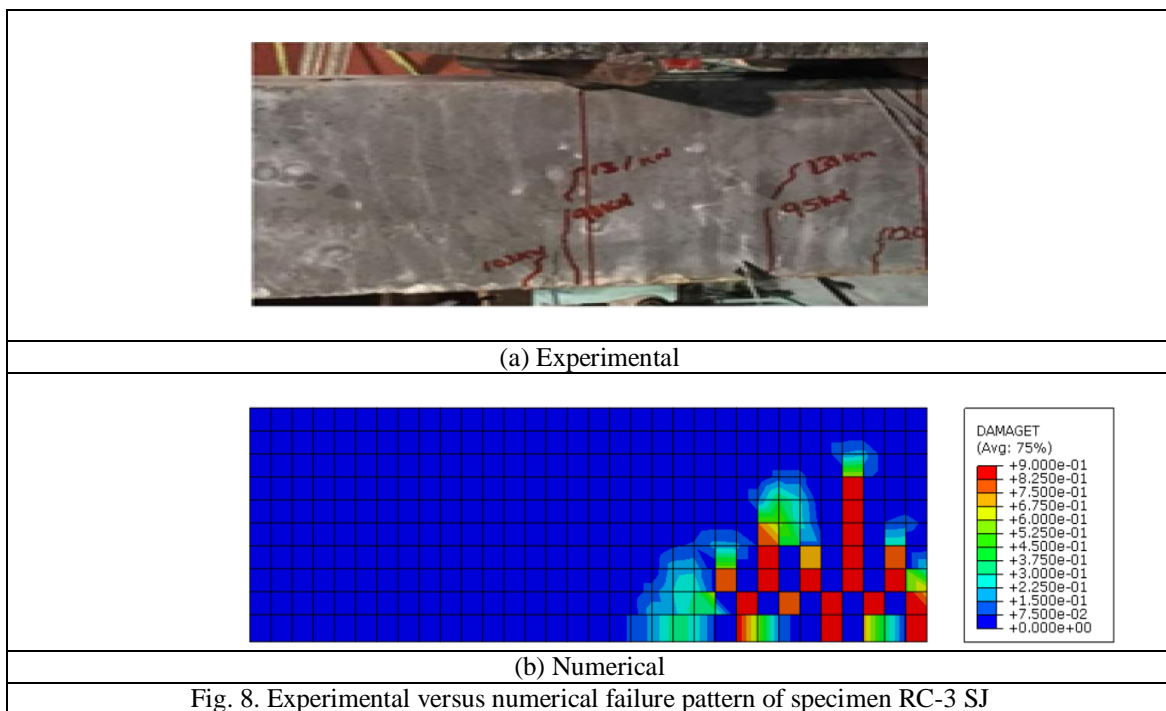 95kN
(a) Experimental
DAMAGET
(Avg: 75%)
+9.000e-01
+8.250e-01
+7.500e-01
+6.750e-01
+6.000e-01
+5.250e-01
+4.500e-01
+3.750e-01
+3.000e-01
+2.250e-01
+1.500e-01
+7.500e-02
+0.000e+00
(b) Numerical
Fig. 8. Experimental versus numerical failure pattern of specimen RC-3 SJ